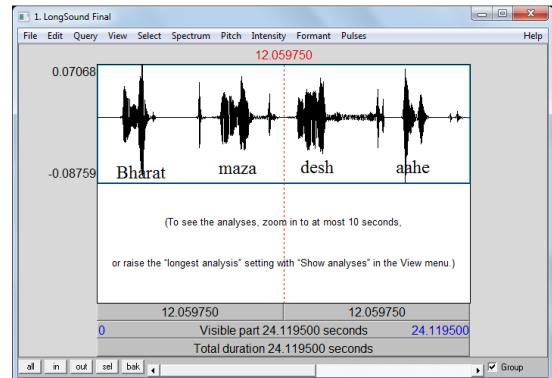 1. LongSound Final
File Edit Query View Select Spectrum Pitch Intensity Formant Pulses Help
12.059750
0.07068
-0.08759
Bharat maza desh aahe
(To see the analyses, zoom in to at most 10 seconds,
or raise the "longest analysis" setting with "Show analyses" in the View menu.)
12.059750 12.059750
0 Visible part 24.119500 seconds 24.119500
Total duration 24.119500 seconds
all in out sel bak Group